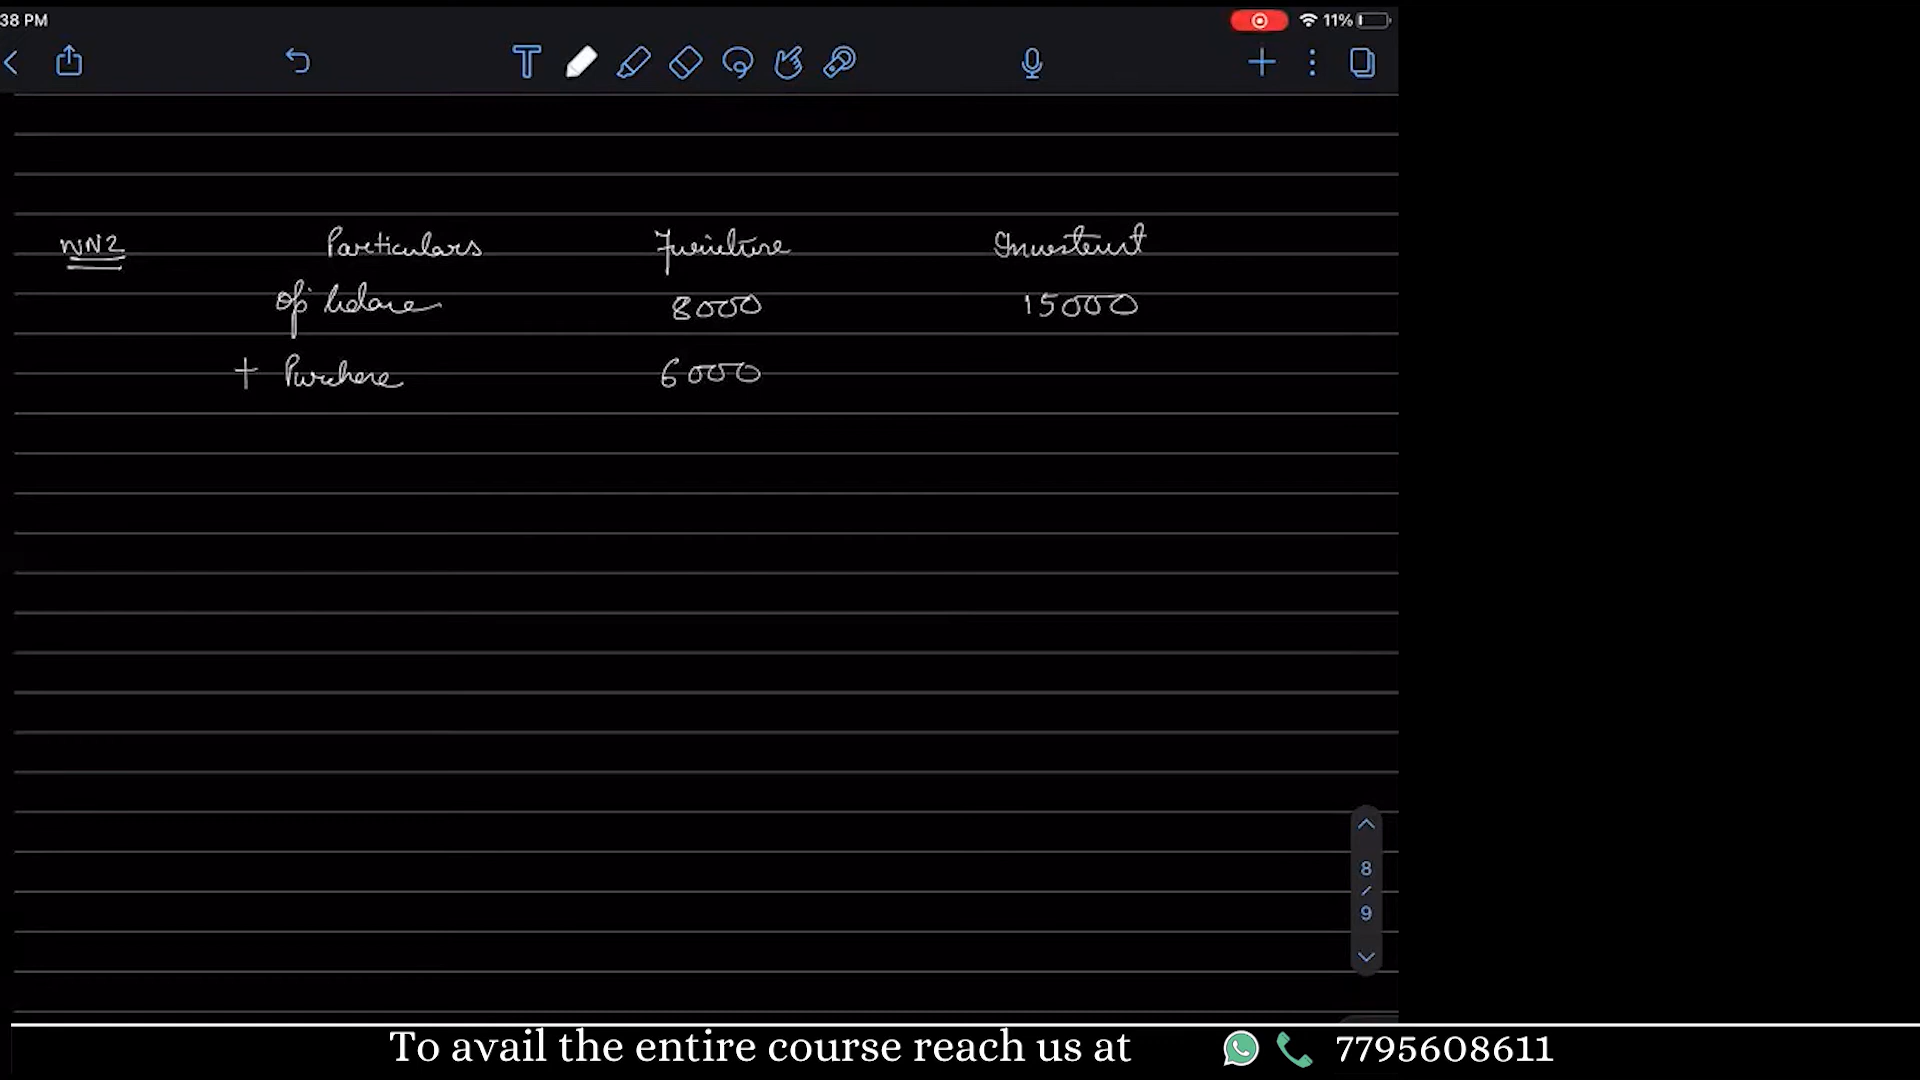 38 PM
11%
WN2 Particulars Furniture Investment
Op balance 8000 15000
+ Purchase 6000
8
/
9
To avail the entire course reach us at 7795608611